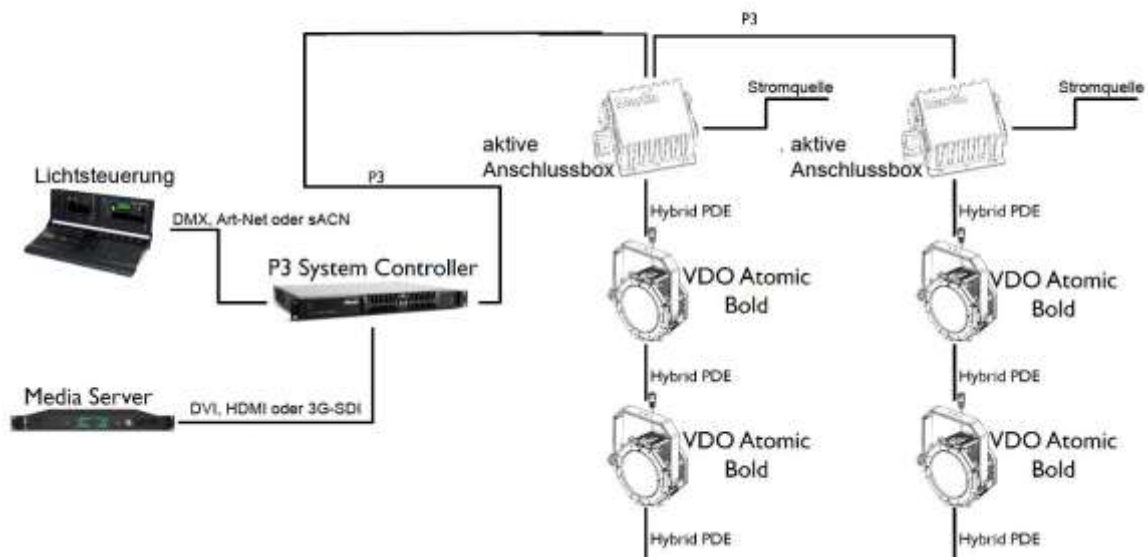 P3
Stromquelle
Stromquelle
aktive
Anschlussbox
. aktive
Anschlussbox
Lichtsteuerung
P3
DMX, Art-Net oder sACN
Hybrid PDE
Hybrid PDE
P3 System Controller
VDO Atomic
Bold
VDO Atomic
Bold
Hybrid PDE
Hybrid PDE
Media Server
DVI, HDMI oder 3G-SDI
VDO Atomic
Bold
VDO Atomic
Bold
Hybrid PDE
Hybrid PDE